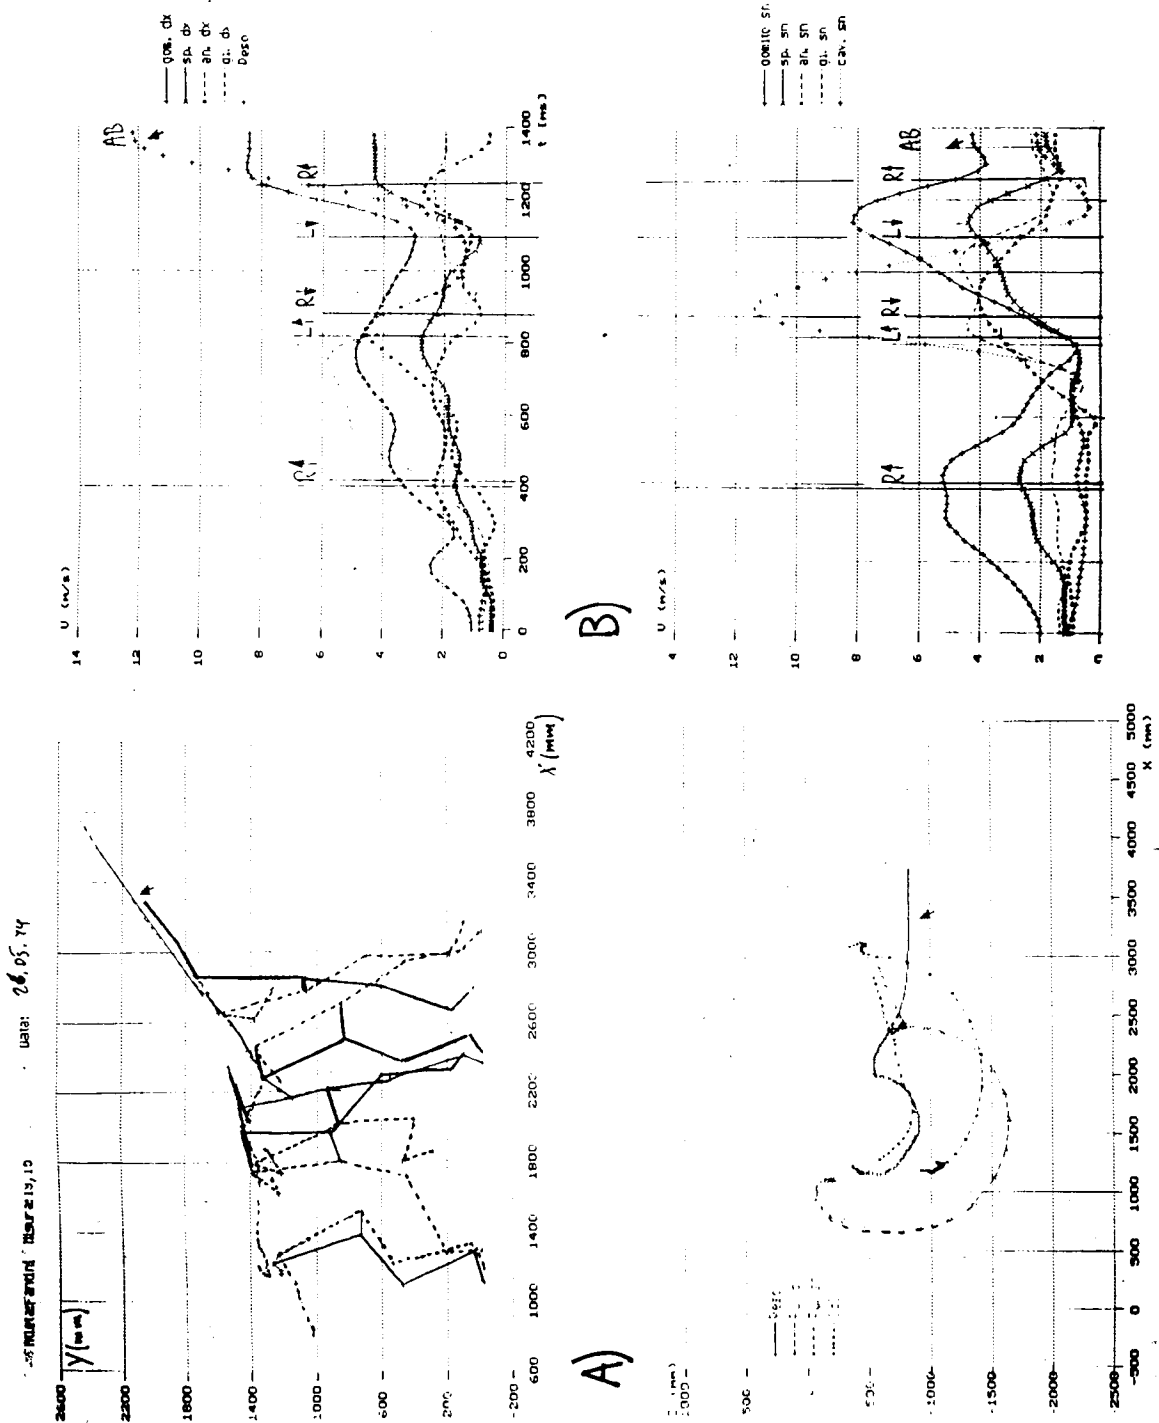 Data: 26.05.74
Y(mm)
2600
2200
1800
1400
1000
600
200
-200
600
1000
1400
1800
2200
2600
3000
3400
3800
4200
X (mm)
A)
1000
500
-500
-1000
-1500
-2000
-2500
-500
0
500
1000
1500
2000
2500
3000
3500
4000
4500
5000
X (mm)
Peso
U (m/s)
14
12
10
8
6
4
2
0
0
200
400
600
800
1000
1200
1400
t (ms)
R↑
L↑ R↓
L↓
R↑
AB
gom. dx
sp. dx
an. dx
gi. dx
Peso
B)
U (m/s)
4
12
10
8
6
4
2
0
R↑
L↑ R↓
L↓
R↑
AB
gomito sn
sp. sn
an. sn
gi. sn
cav. sn